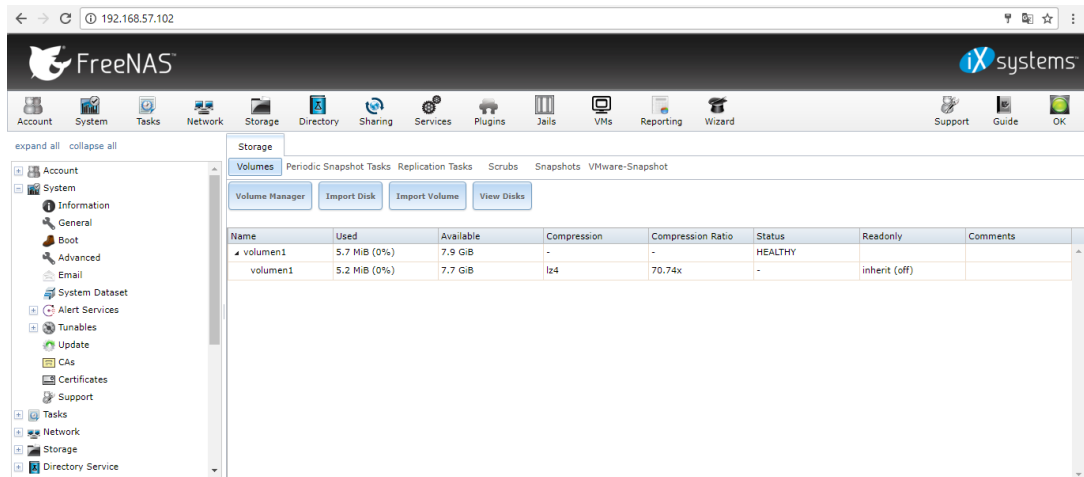 192.168.57.102
FreeNAS™
iX systems™
Account System Tasks Network Storage Directory Sharing Services Plugins Jails VMs Reporting Wizard Support Guide OK
expand all collapse all
Account
System
Information
General
Boot
Advanced
Email
System Dataset
Alert Services
Tunables
Update
CAs
Certificates
Support
Tasks
Network
Storage
Directory Service
Storage
Volumes Periodic Snapshot Tasks Replication Tasks Scrubs Snapshots VMware-Snapshot
Volume Manager Import Disk Import Volume View Disks
Name Used Available Compression Compression Ratio Status Readonly Comments
volumen1 5.7 MiB (0%) 7.9 GiB - - HEALTHY
volumen1 5.2 MiB (0%) 7.7 GiB lz4 70.74x - inherit (off)